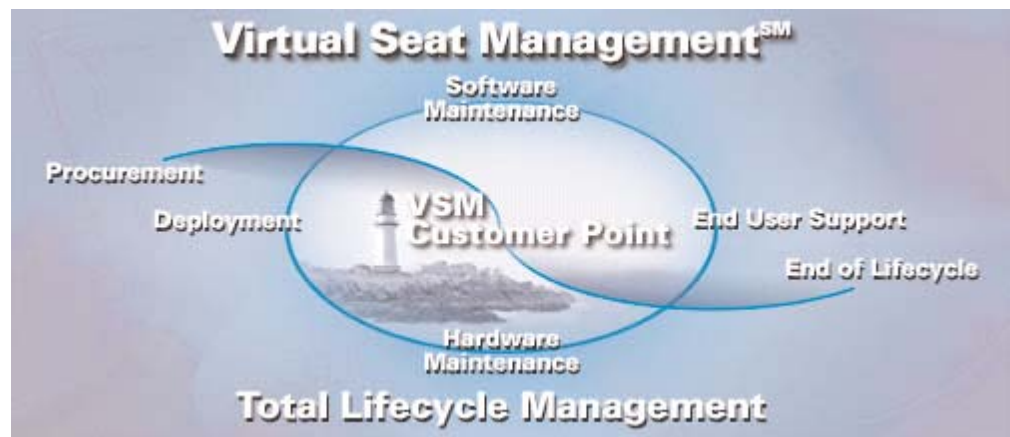 Virtual Seat Management℠
Software
Maintenance
Procurement
Deployment
VSM
Customer Point
End User Support
End of Lifecycle
Hardware
Maintenance
Total Lifecycle Management